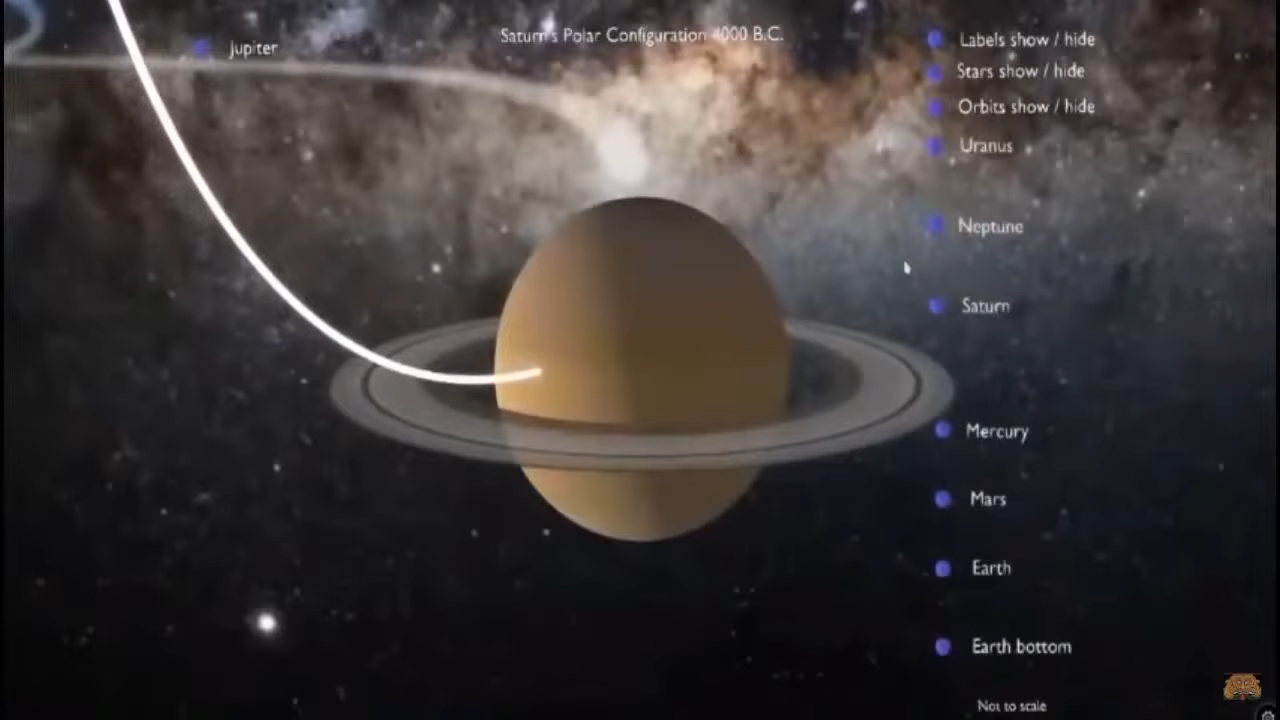 Saturn's Polar Configuration 4000 B.C.
Jupiter
Labels show / hide
Stars show / hide
Orbits show / hide
Uranus
Neptune
Saturn
Mercury
Mars
Earth
Earth bottom
Not to scale